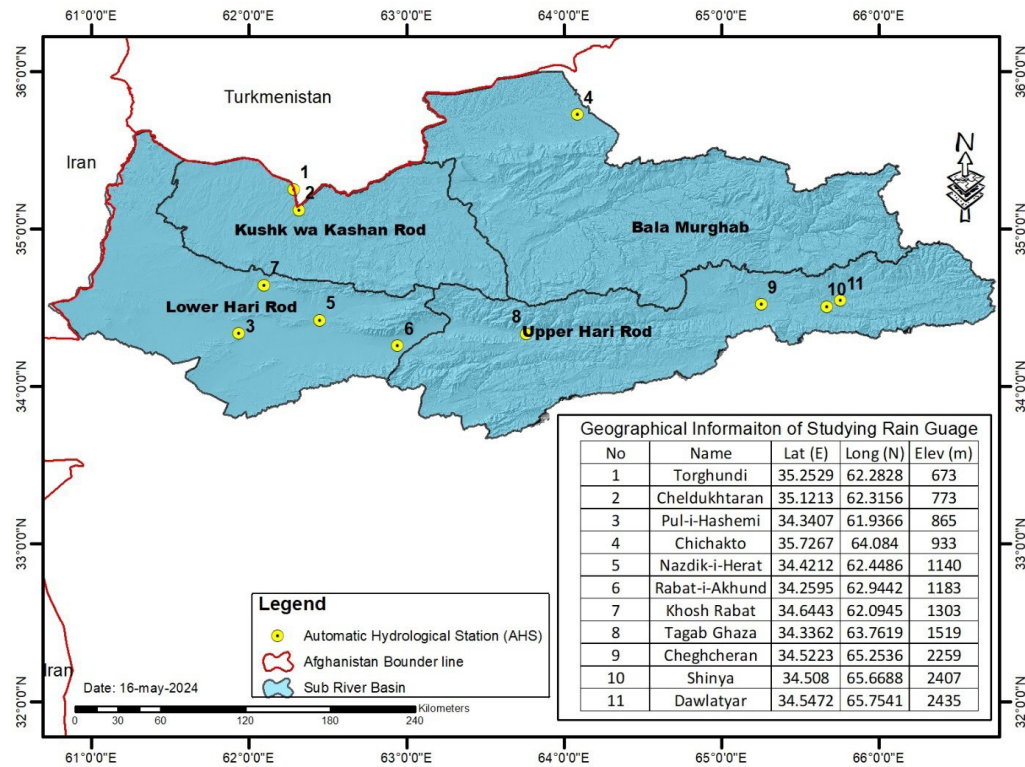 61°0'0"E 62°0'0"E 63°0'0"E 64°0'0"E 65°0'0"E 66°0'0"E
36°0'0"N 36°0'0"N
Turkmenistan
4
Iran
N
1
2
35°0'0"N 35°0'0"N
Kushk wa Kashan Rod
Bala Murghab
7
9
10 11
Lower Hari Rod
5
3
6
8
Upper Hari Rod
34°0'0"N 34°0'0"N
Geographical Informaiton of Studying Rain Guage
No Name Lat (E) Long (N) Elev (m)
1 Torghundi 35.2529 62.2828 673
2 Cheldukhtaran 35.1213 62.3156 773
3 Pul-i-Hashemi 34.3407 61.9366 865
4 Chichakto 35.7267 64.084 933
5 Nazdik-i-Herat 34.4212 62.4486 1140
6 Rabat-i-Akhund 34.2595 62.9442 1183
7 Khosh Rabat 34.6443 62.0945 1303
8 Tagab Ghaza 34.3362 63.7619 1519
9 Cheghcheran 34.5223 65.2536 2259
10 Shinya 34.508 65.6688 2407
11 Dawlatyar 34.5472 65.7541 2435
33°0'0"N 33°0'0"N
Legend
Automatic Hydrological Station (AHS)
Afghanistan Bounder line
Sub River Basin
Iran
Date: 16-may-2024
Kilometers
0 30 60 120 180 240
32°0'0"N 32°0'0"N
61°0'0"E 62°0'0"E 63°0'0"E 64°0'0"E 65°0'0"E 66°0'0"E